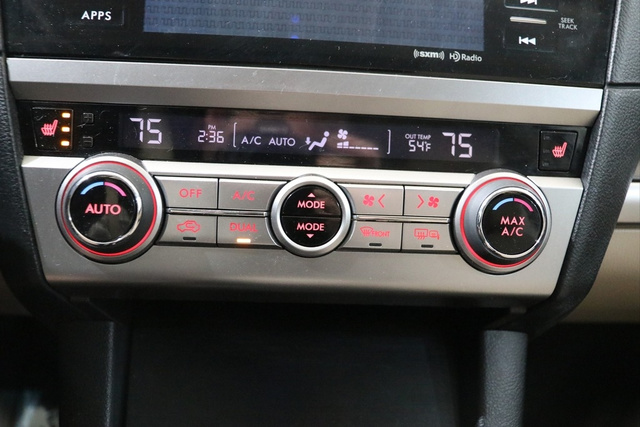 APPS
SEEK
TRACK
((SXM)) HD Radio
75 PM 2:36 A/C AUTO OUT TEMP 54°F 75
OFF A/C
AUTO
MODE
MODE
DUAL
FRONT
MAX
A/C